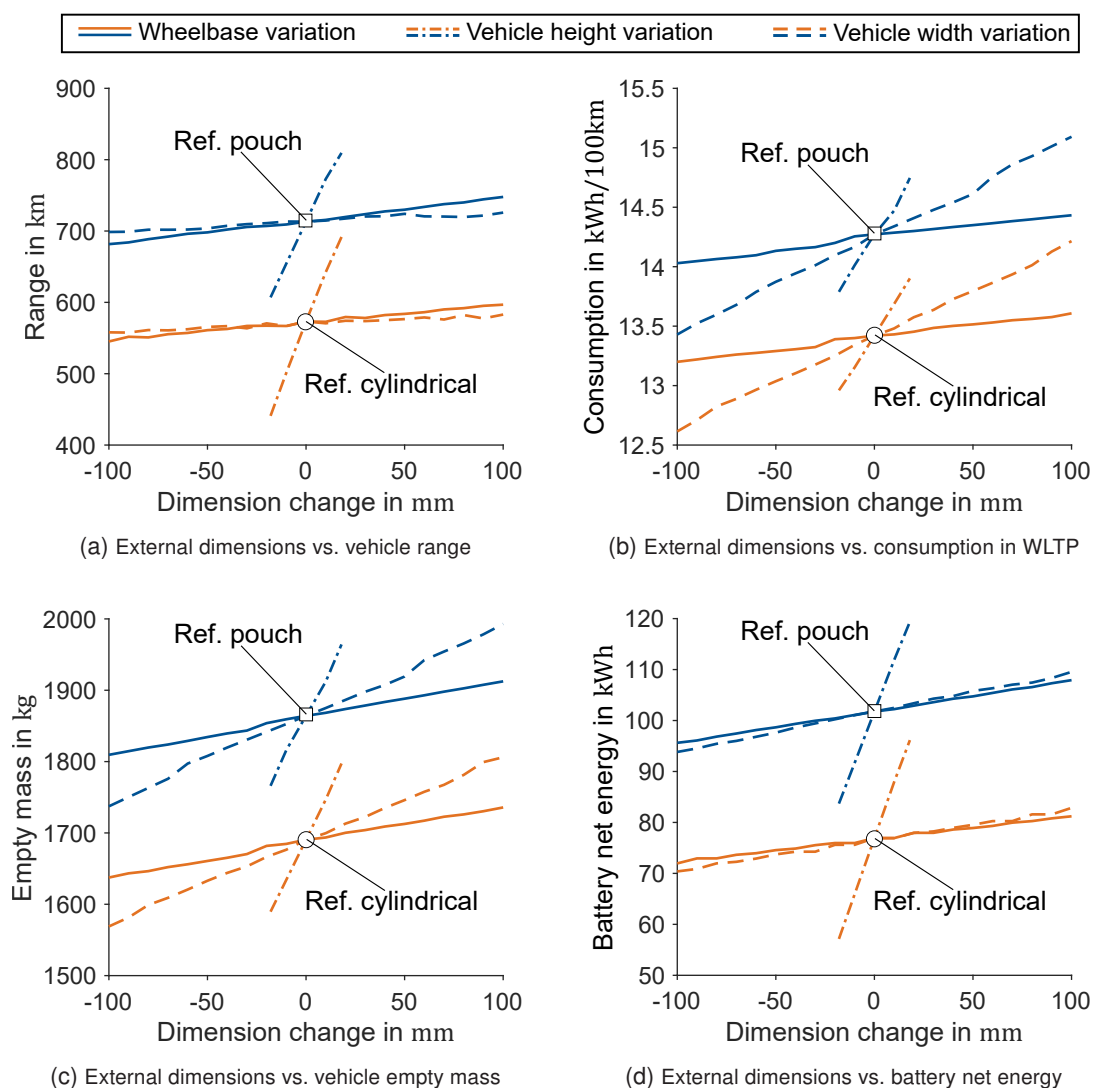 Wheelbase variation Vehicle height variation Vehicle width variation
900
800
700
600
500
400
Range in km
Ref. pouch
Ref. cylindrical
-100 -50 0 50 100
Dimension change in mm
(a) External dimensions vs. vehicle range
15.5
15
14.5
14
13.5
13
12.5
Consumption in kWh/100km
Ref. pouch
Ref. cylindrical
-100 -50 0 50 100
Dimension change in mm
(b) External dimensions vs. consumption in WLTP
2000
1900
1800
1700
1600
1500
Empty mass in kg
Ref. pouch
Ref. cylindrical
-100 -50 0 50 100
Dimension change in mm
(c) External dimensions vs. vehicle empty mass
120
110
100
90
80
70
60
50
Battery net energy in kWh
Ref. pouch
Ref. cylindrical
-100 -50 0 50 100
Dimension change in mm
(d) External dimensions vs. battery net energy